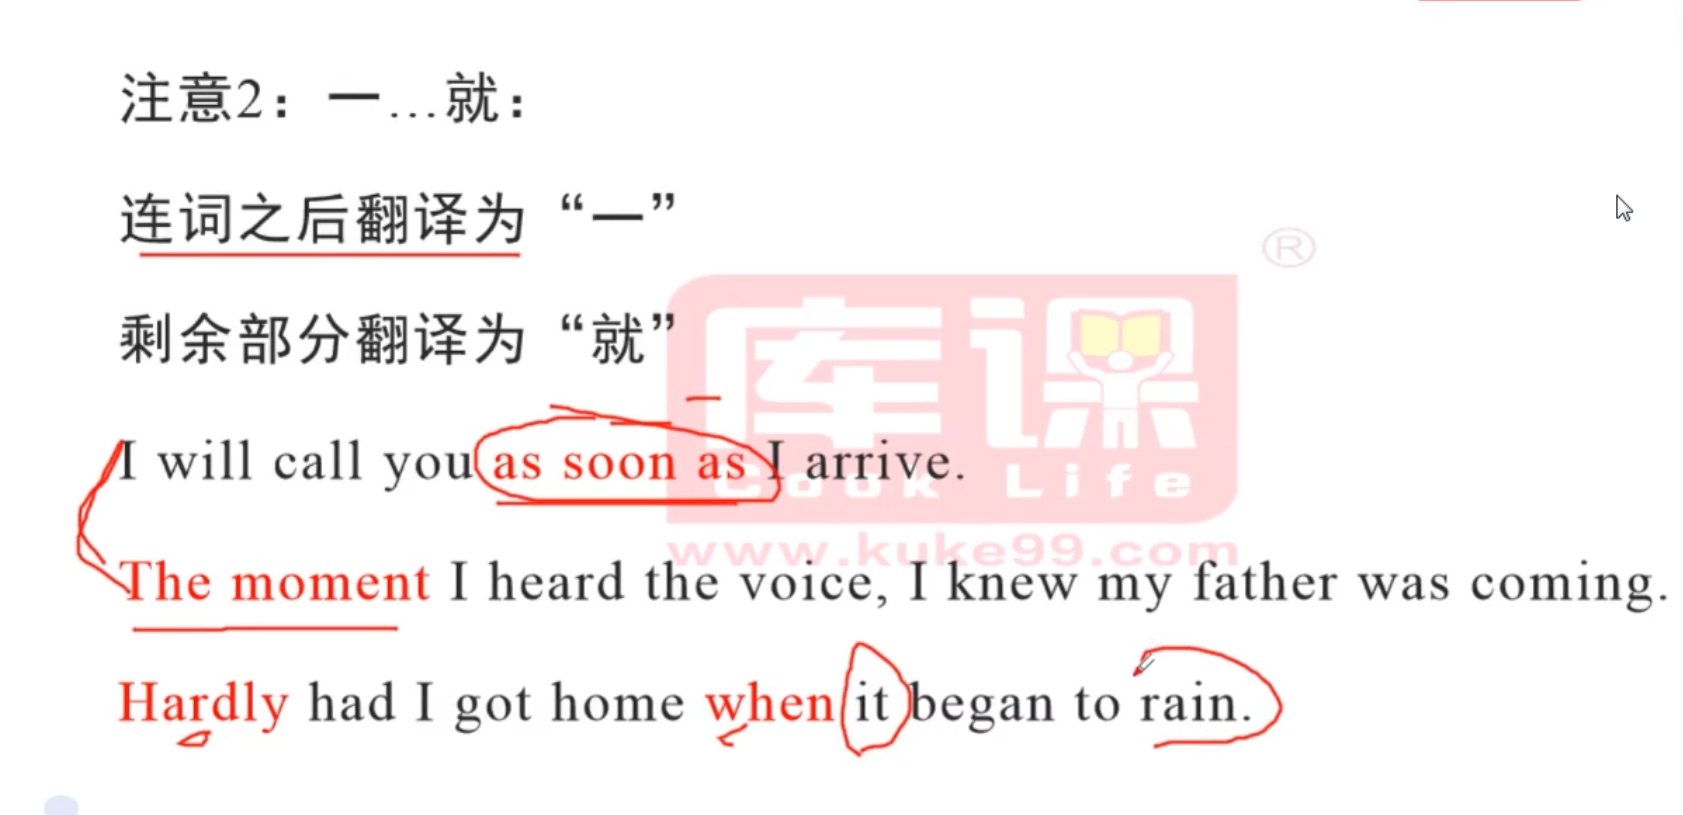 注意2：一…就：
连词之后翻译为“一”
剩余部分翻译为“就”
®
库课
Cook Life
www.kuke99.com
I will call you as soon as I arrive.
The moment I heard the voice, I knew my father was coming.
Hardly had I got home when it began to rain.